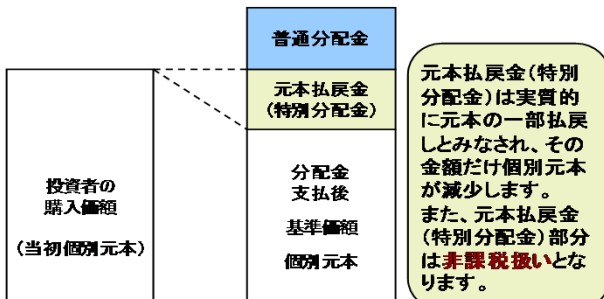 普通分配金
元本払戻金
(特別分配金)
投資者の
購入価額
(当初個別元本)
分配金
支払後
基準価額
個別元本
元本払戻金(特別
分配金)は実質的
に元本の一部払戻
しとみなされ、その
金額だけ個別元本
が減少します。
また、元本払戻金
(特別分配金)部分
は非課税扱いとな
ります。